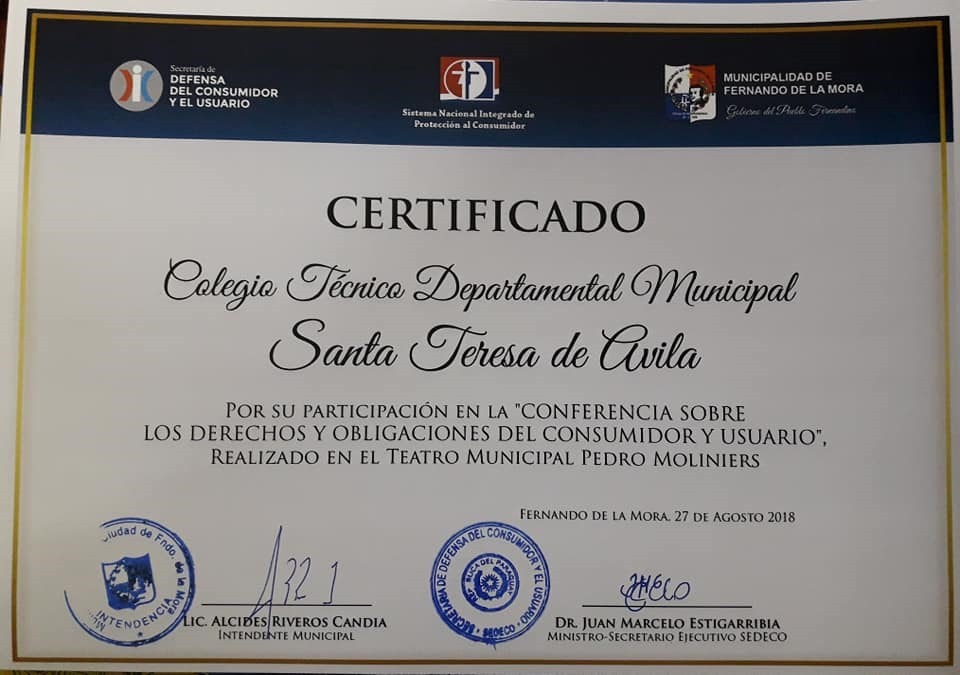 Secretaría de
DEFENSA
DEL CONSUMIDOR
Y EL USUARIO
Sistema Nacional Integrado de
Protección al Consumidor
MUNICIPALIDAD DE
FERNANDO DE LA MORA
Gobierno del Pueblo Fernandino
CERTIFICADO
Colegio Técnico Departamental Municipal
Santa Teresa de Avila
POR SU PARTICIPACIÓN EN LA "CONFERENCIA SOBRE
LOS DERECHOS Y OBLIGACIONES DEL CONSUMIDOR Y USUARIO",
REALIZADO EN EL TEATRO MUNICIPAL PEDRO MOLINIERS
FERNANDO DE LA MORA, 27 DE AGOSTO 2018
Ciudad de Fndo. de la Mora
INTENDENCIA
SECRETARIA DE DEFENSA DEL CONSUMIDOR Y EL USUARIO
SEDECO
LIC. ALCIDES RIVEROS CANDIA
INTENDENTE MUNICIPAL
DR. JUAN MARCELO ESTIGARRIBIA
MINISTRO-SECRETARIO EJECUTIVO SEDECO